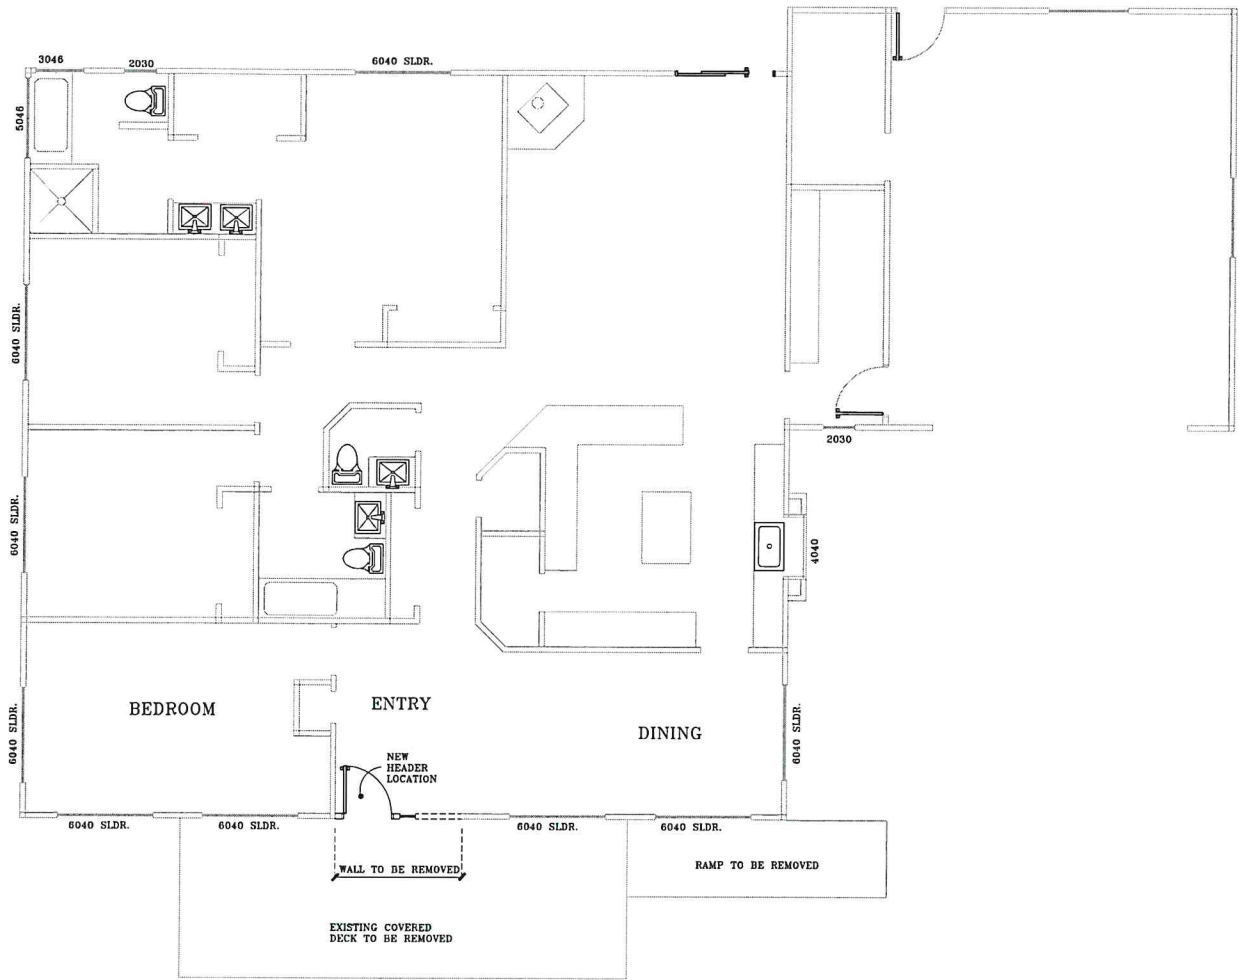 3046
2030
6040 SLDR.
5046
6040 SLDR.
2030
6040 SLDR.
4040
BEDROOM
ENTRY
DINING
6040 SLDR.
6040 SLDR.
NEW
HEADER
LOCATION
6040 SLDR.
6040 SLDR.
6040 SLDR.
6040 SLDR.
WALL TO BE REMOVED
RAMP TO BE REMOVED
EXISTING COVERED
DECK TO BE REMOVED